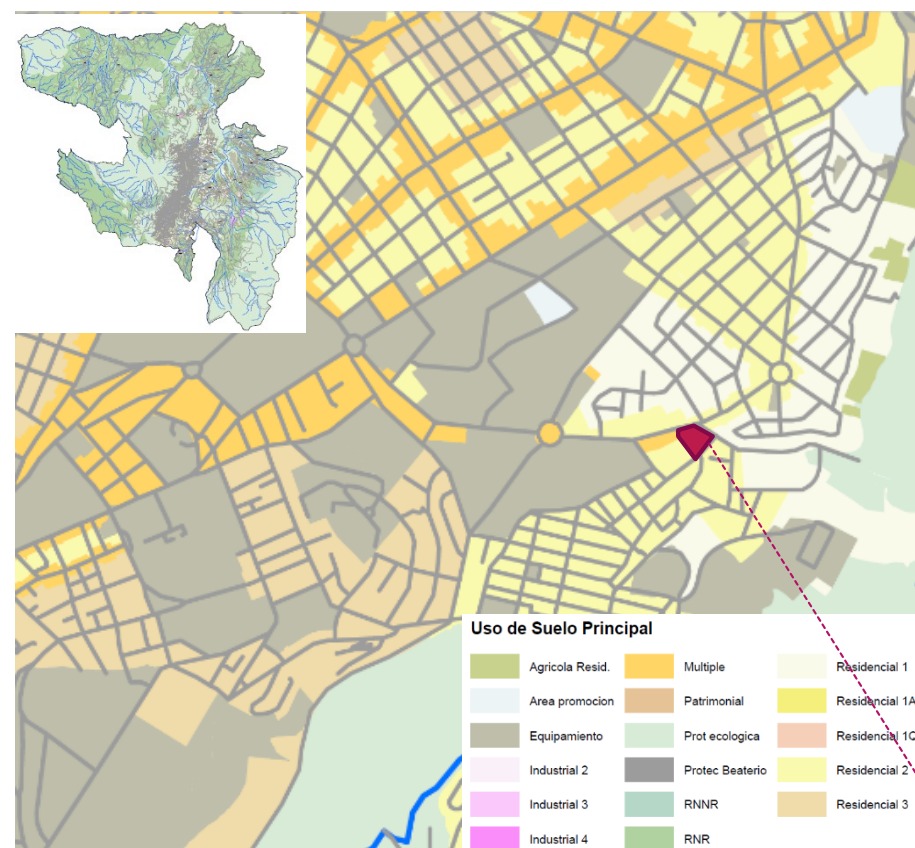 Uso de Suelo Principal
Agricola Resid.
Area promocion
Equipamiento
Industrial 2
Industrial 3
Industrial 4
Multiple
Patrimonial
Prot ecologica
Protec Beaterio
RNNR
RNR
Residencial 1
Residencial 1A
Residencial 1Q
Residencial 2
Residencial 3